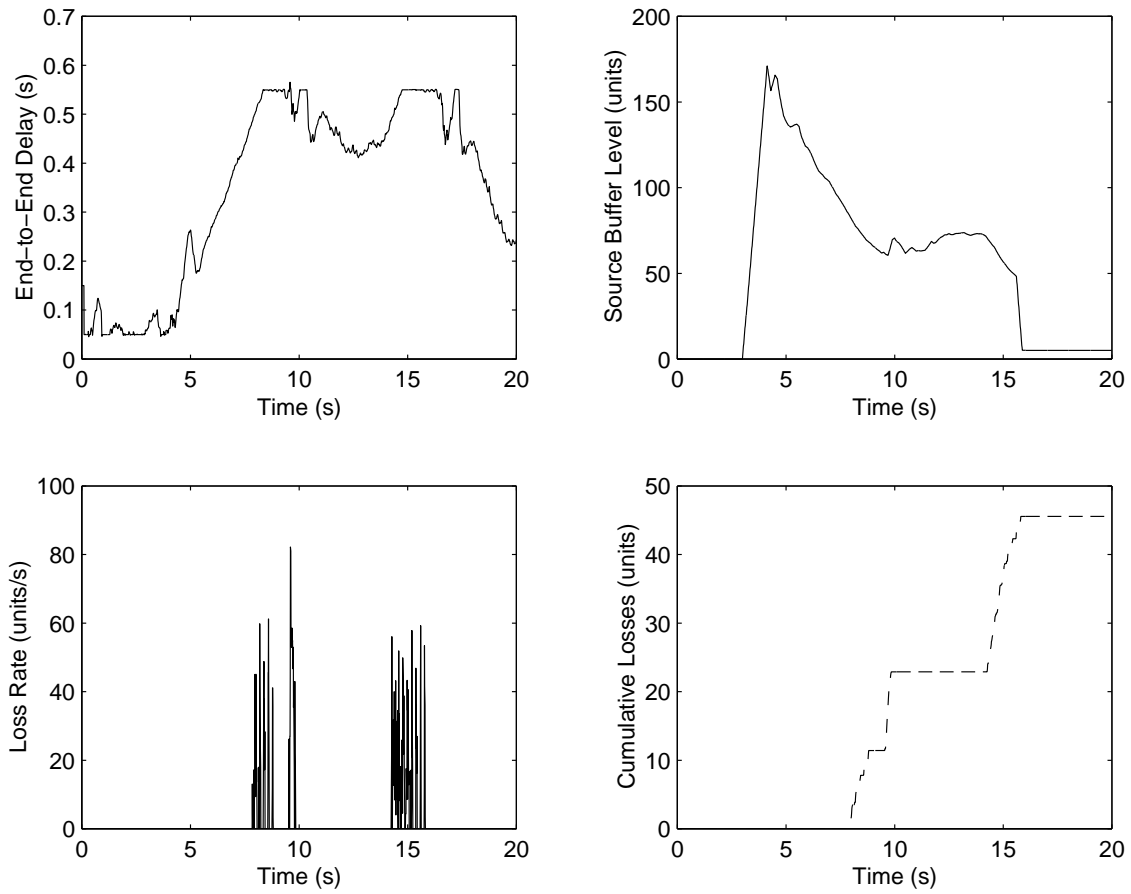 0.7
0.6
0.5
0.4
0.3
0.2
0.1
0
End−to−End Delay (s)
0 5 10 15 20
Time (s)
200
150
100
50
0
Source Buffer Level (units)
0 5 10 15 20
Time (s)
100
80
60
40
20
0
Loss Rate (units/s)
0 5 10 15 20
Time (s)
50
40
30
20
10
0
Cumulative Losses (units)
0 5 10 15 20
Time (s)